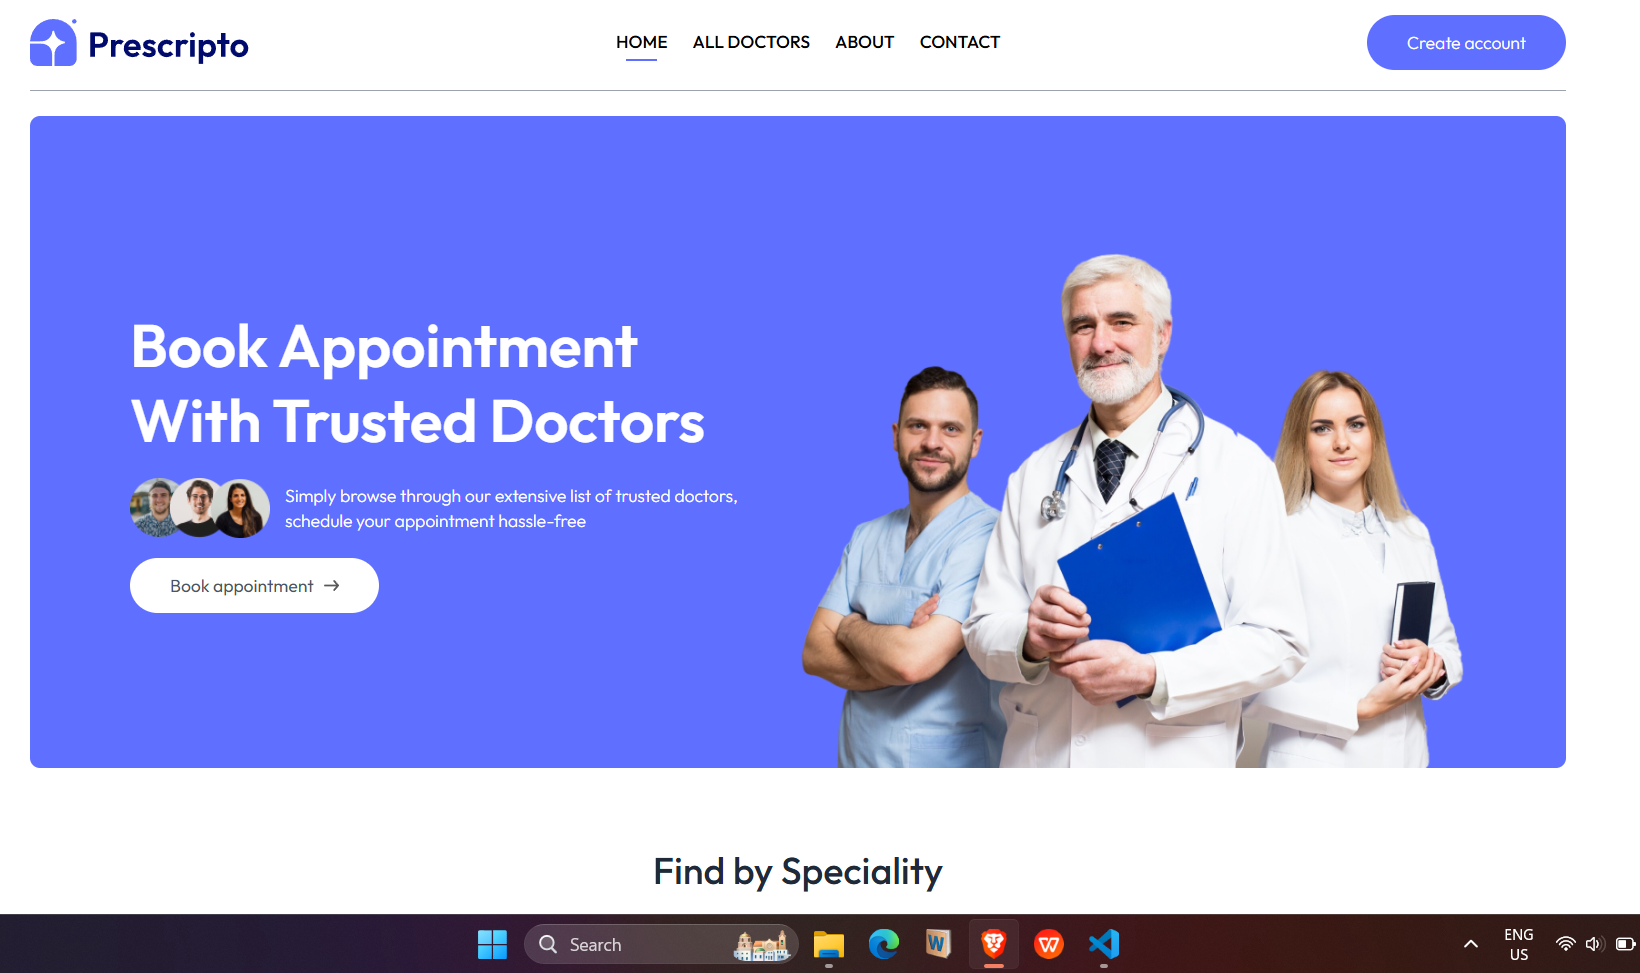 Prescripto
HOME
ALL DOCTORS
ABOUT
CONTACT
Create account
Book Appointment
With Trusted Doctors
Simply browse through our extensive list of trusted doctors,
schedule your appointment hassle-free
Book appointment →
Find by Speciality
Search
W
W
ENG
US